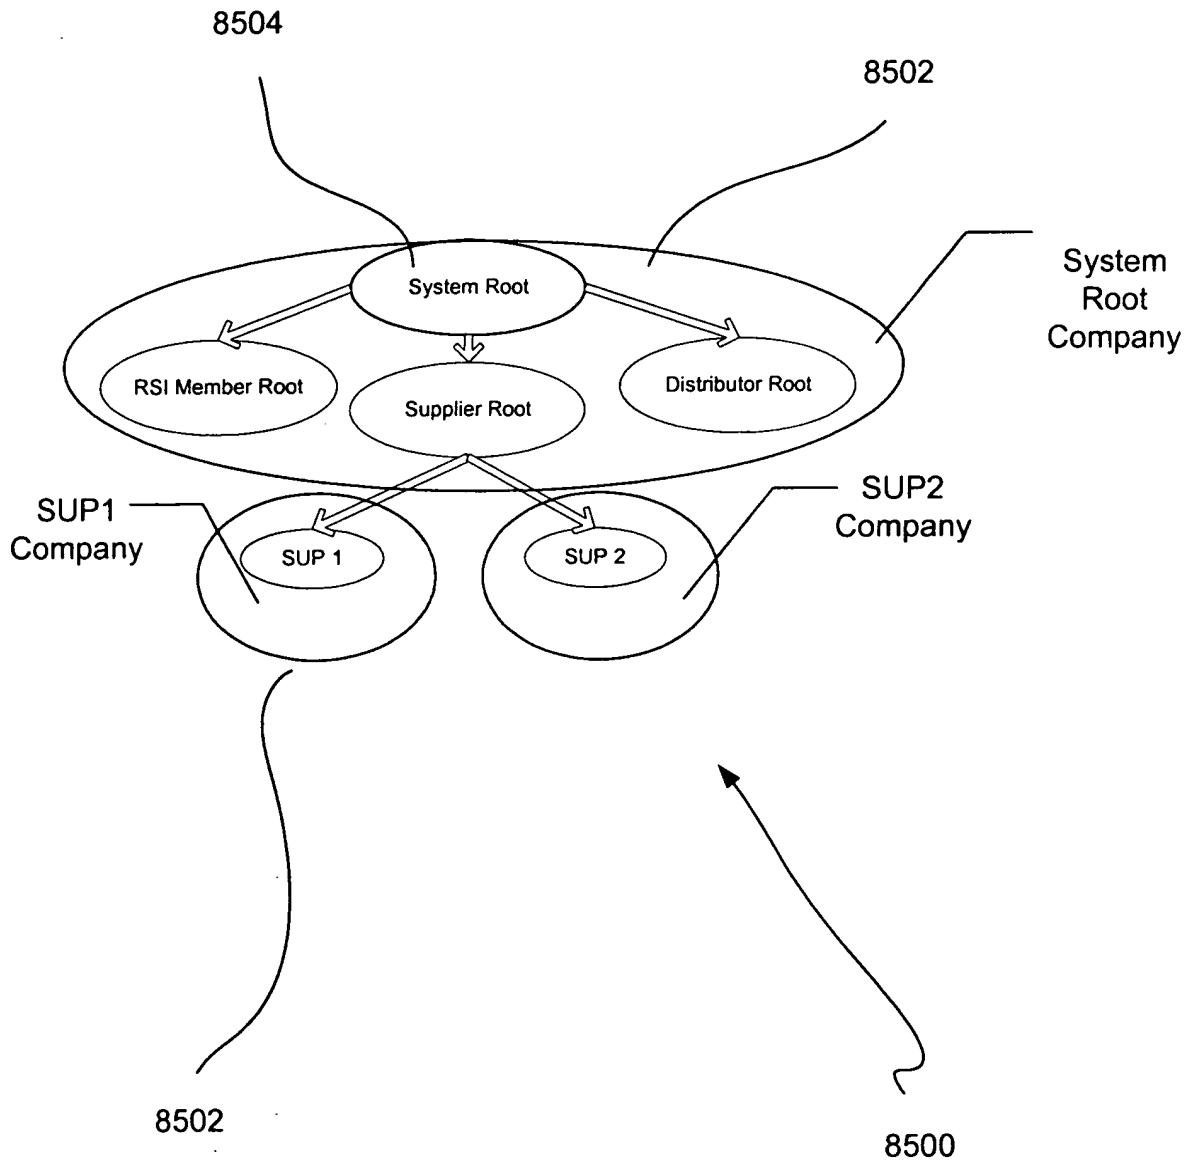 8504
8502
System Root
System
Root
Company
RSI Member Root
Supplier Root
Distributor Root
SUP1
Company
SUP2
Company
SUP 1
SUP 2
8502
8500